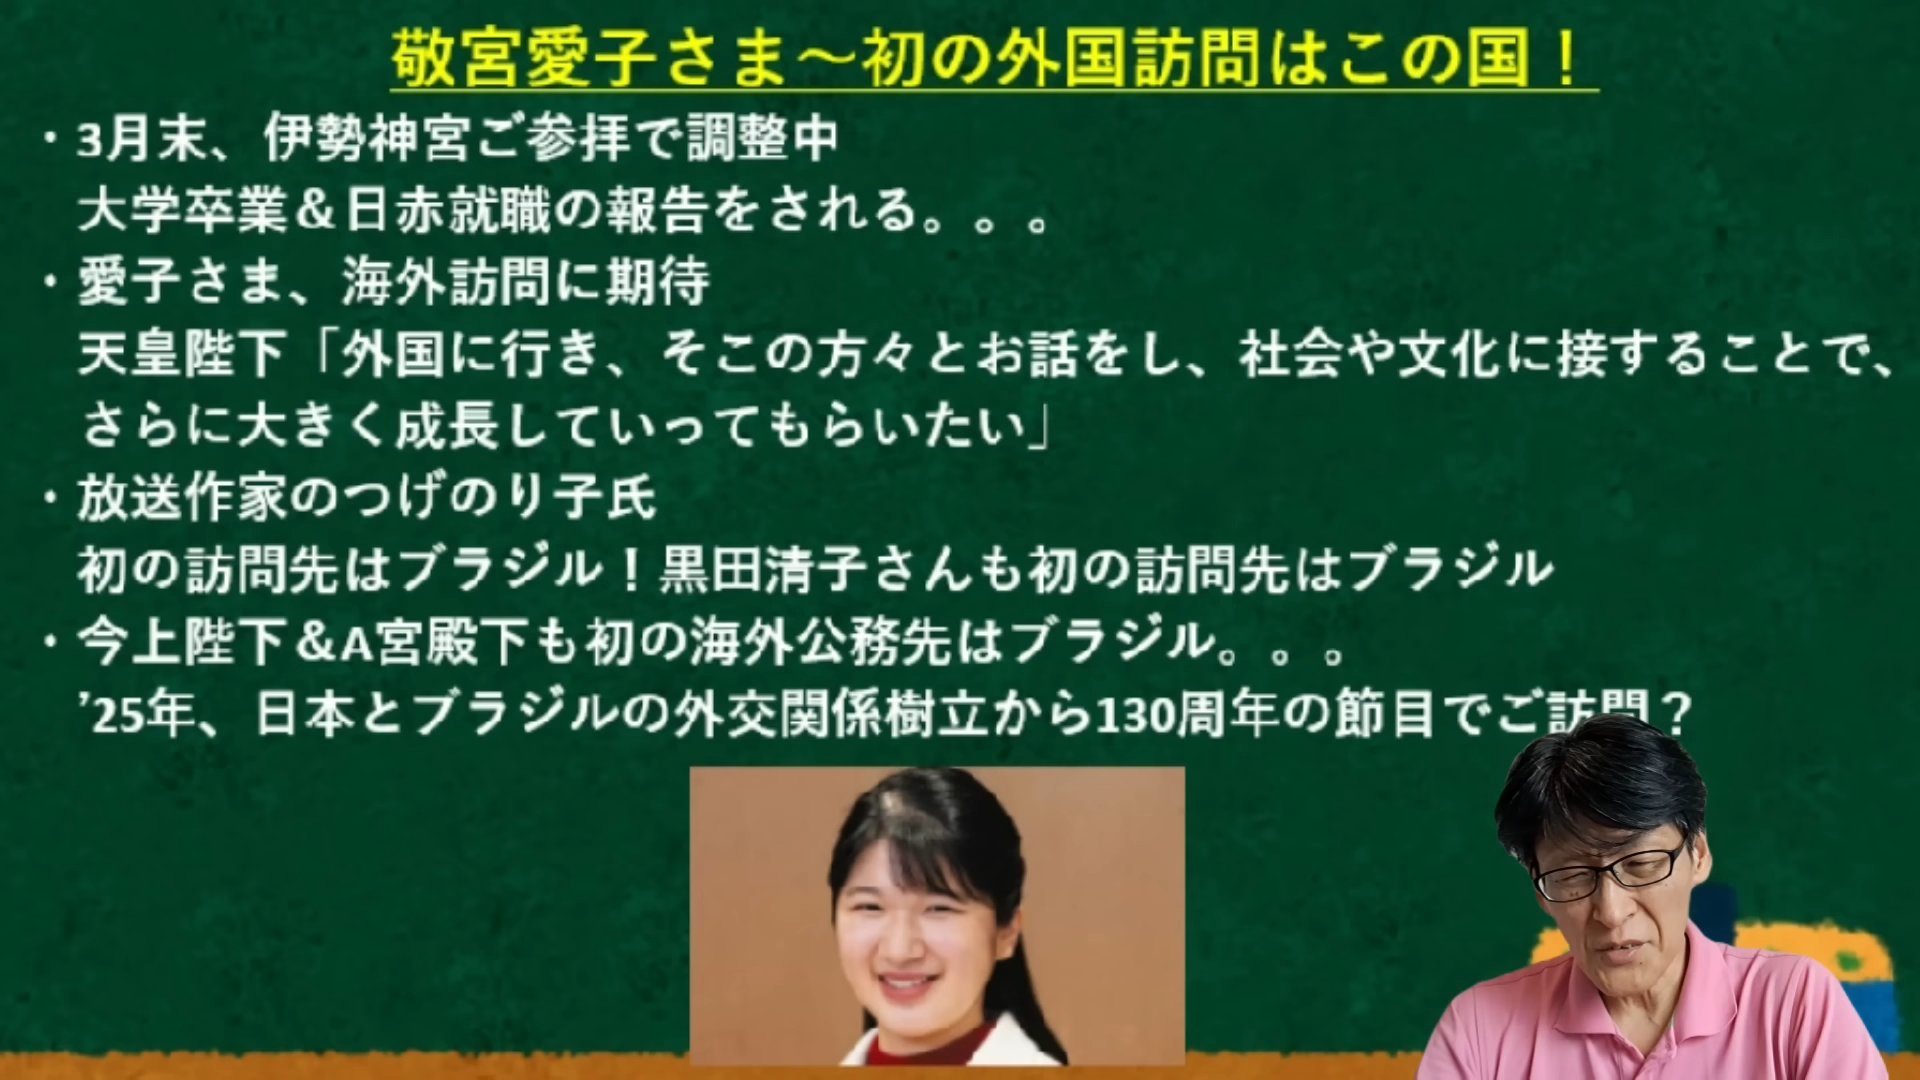 敬宮愛子さま～初の外国訪問はこの国！
・3月末、伊勢神宮ご参拝で調整中
大学卒業＆日赤就職の報告をされる。。。
・愛子さま、海外訪問に期待
天皇陛下「外国に行き、そこの方々とお話をし、社会や文化に接することで、
さらに大きく成長していってもらいたい」
・放送作家のつげのり子氏
初の訪問先はブラジル！黒田清子さんも初の訪問先はブラジル
・今上陛下＆A宮殿下も初の海外公務先はブラジル。。。
’25年、日本とブラジルの外交関係樹立から130周年の節目でご訪問？